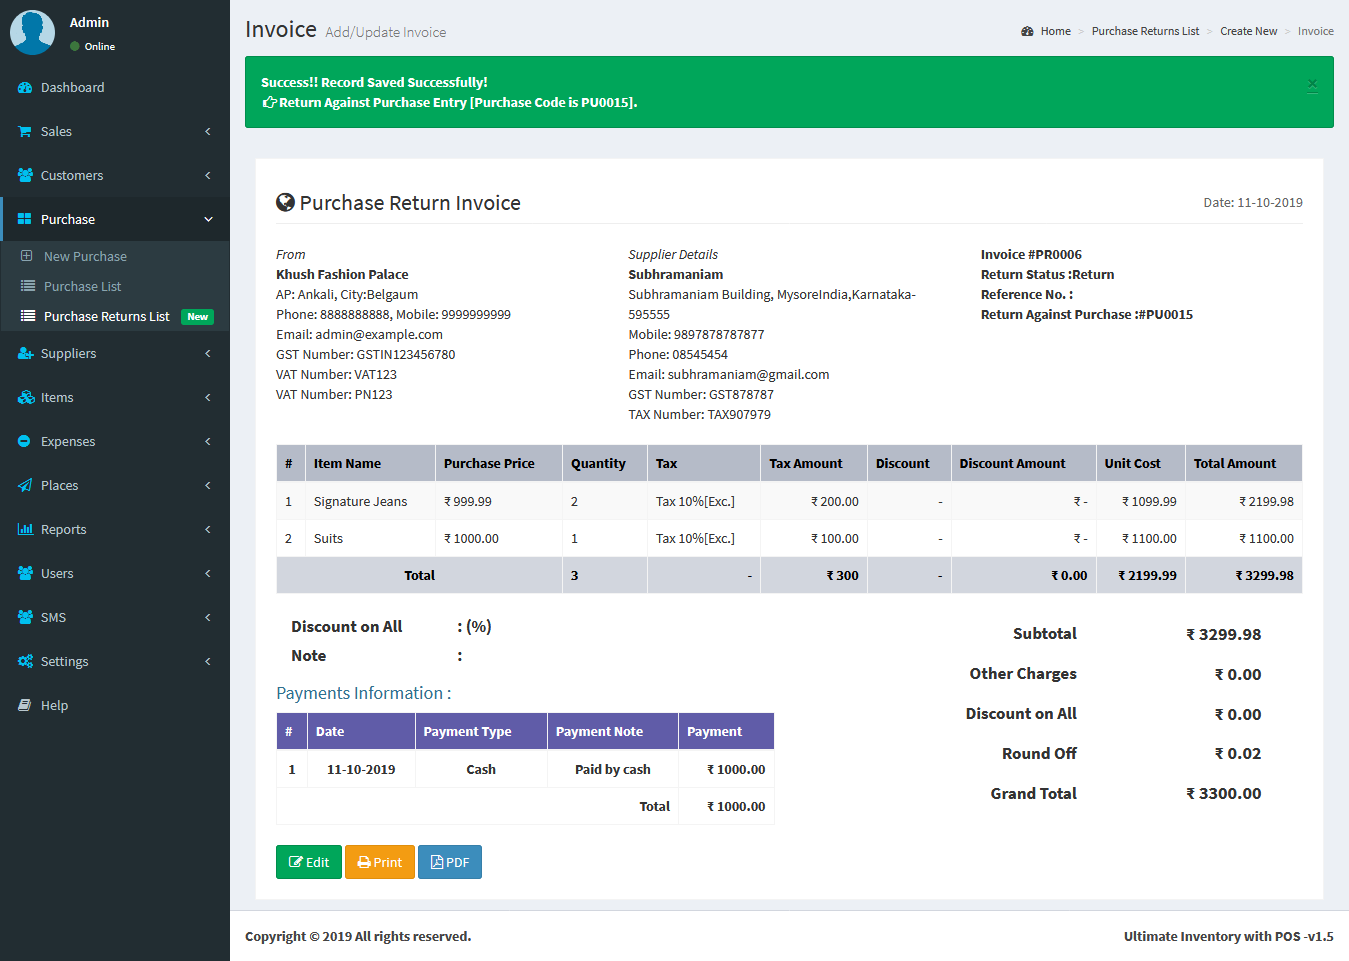 Admin
Online
Dashboard
Sales
Customers
Purchase
New Purchase
Purchase List
Purchase Returns List New
Suppliers
Items
Expenses
Places
Reports
Users
SMS
Settings
Help
Invoice Add/Update Invoice
Home > Purchase Returns List > Create New > Invoice
Success!! Record Saved Successfully!
Return Against Purchase Entry [Purchase Code is PU0015].
×
Purchase Return Invoice
Date: 11-10-2019
From
Khush Fashion Palace
AP: Ankali, City:Belgaum
Phone: 8888888888, Mobile: 9999999999
Email: admin@example.com
GST Number: GSTIN123456780
VAT Number: VAT123
VAT Number: PN123
Supplier Details
Subhramaniam
Subhramaniam Building, MysoreIndia,Karnataka-
595555
Mobile: 9897878787877
Phone: 08545454
Email: subhramaniam@gmail.com
GST Number: GST878787
TAX Number: TAX907979
Invoice #PR0006
Return Status :Return
Reference No. :
Return Against Purchase :#PU0015
# Item Name Purchase Price Quantity Tax Tax Amount Discount Discount Amount Unit Cost Total Amount
1 Signature Jeans ₹ 999.99 2 Tax 10%[Exc.] ₹ 200.00 - ₹ - ₹ 1099.99 ₹ 2199.98
2 Suits ₹ 1000.00 1 Tax 10%[Exc.] ₹ 100.00 - ₹ - ₹ 1100.00 ₹ 1100.00
Total 3 - ₹ 300 - ₹ 0.00 ₹ 2199.99 ₹ 3299.98
Discount on All : (%)
Note :
Payments Information :
# Date Payment Type Payment Note Payment
1 11-10-2019 Cash Paid by cash ₹ 1000.00
Total ₹ 1000.00
Subtotal ₹ 3299.98
Other Charges ₹ 0.00
Discount on All ₹ 0.00
Round Off ₹ 0.02
Grand Total ₹ 3300.00
Edit Print PDF
Copyright © 2019 All rights reserved.
Ultimate Inventory with POS -v1.5